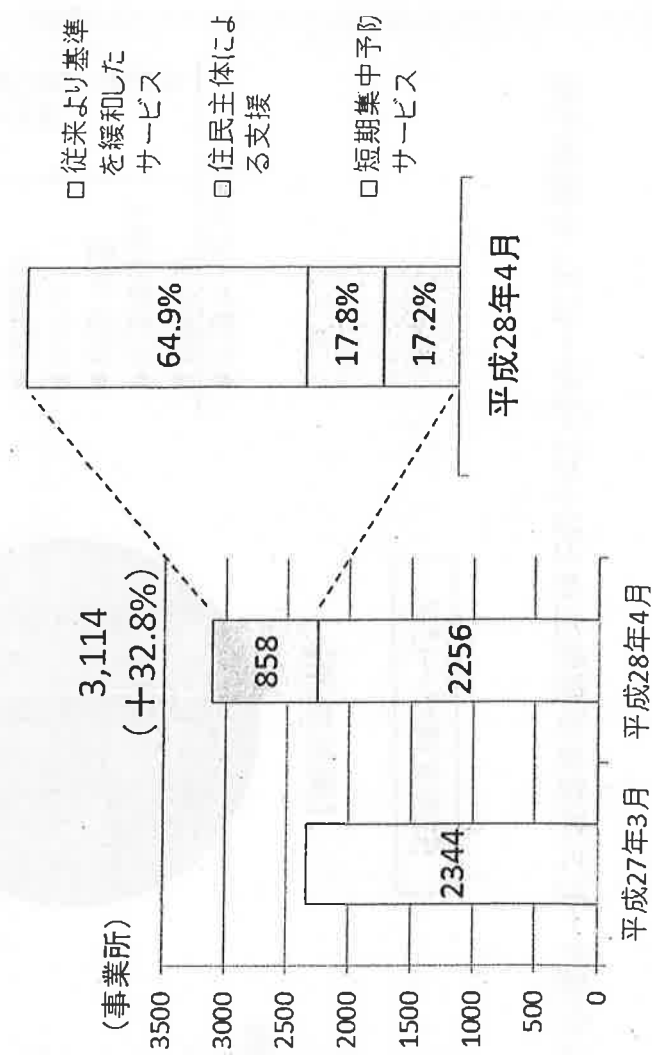 (事業所)
3,114
(＋32.8%)
3500
3000
2500
2000
1500
1000
500
0
2344
858
2256
平成27年3月
平成28年4月
64.9%
17.8%
17.2%
平成28年4月
□従来より基準
を緩和した
サービス
□住民主体によ
る支援
□短期集中予防
サービス